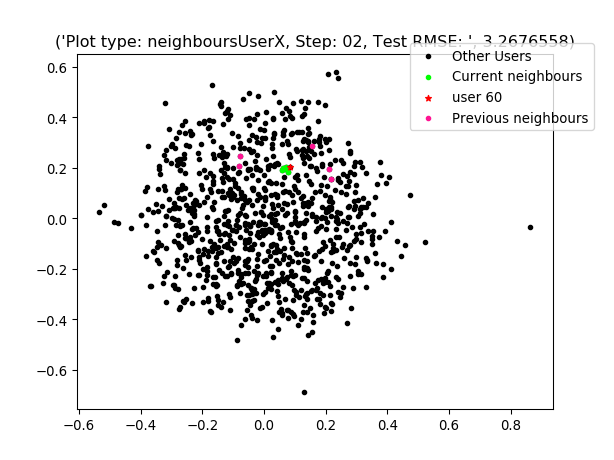 ('Plot type: neighboursUserX, Step: 02, Test RMSE: ', 3.2676558)
Other Users
Current neighbours
user 60
Previous neighbours
0.6
0.4
0.2
0.0
−0.2
−0.4
−0.6
−0.6 −0.4 −0.2 0.0 0.2 0.4 0.6 0.8